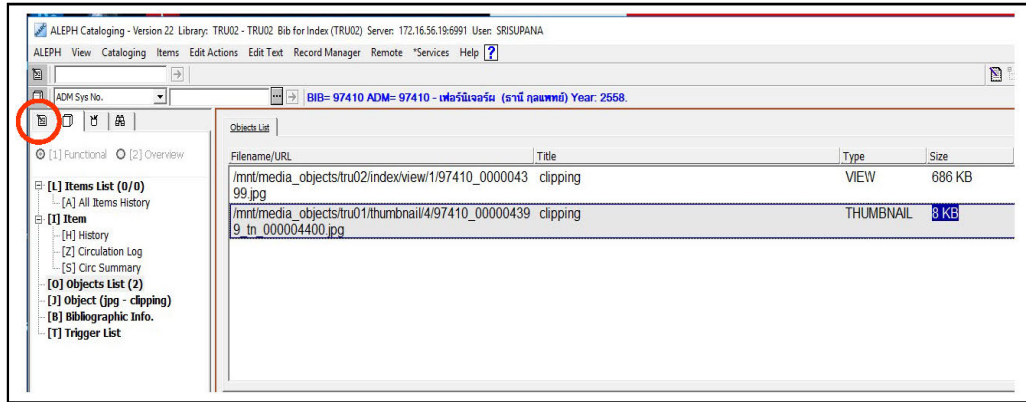 ALEPH Cataloging - Version 22 Library: TRU02 - TRU02 Bib for Index (TRU02) Server: 172.16.56.19:6991 User: SRISUPANA
ALEPH View Cataloging Items Edit Actions Edit Text Record Manager Remote *Services Help ?
ADM Sys No. BIB= 97410 ADM= 97410 - เฟอร์นิเจอร์ผ (ธานี กุลแพทย์) Year: 2558.
Objects List
[1] Functional [2] Overview
Filename/URL Title Type Size
/mnt/media_objects/tru02/index/view/1/97410_0000043 clipping VIEW 686 KB
99.jpg
/mnt/media_objects/tru01/thumbnail/4/97410_00000439 clipping THUMBNAIL 8 KB
9_tn_000004400.jpg
[L] Items List (0/0)
[A] All Items History
[I] Item
[H] History
[Z] Circulation Log
[S] Circ Summary
[O] Objects List (2)
[J] Object (jpg - clipping)
[B] Bibliographic Info.
[T] Trigger List